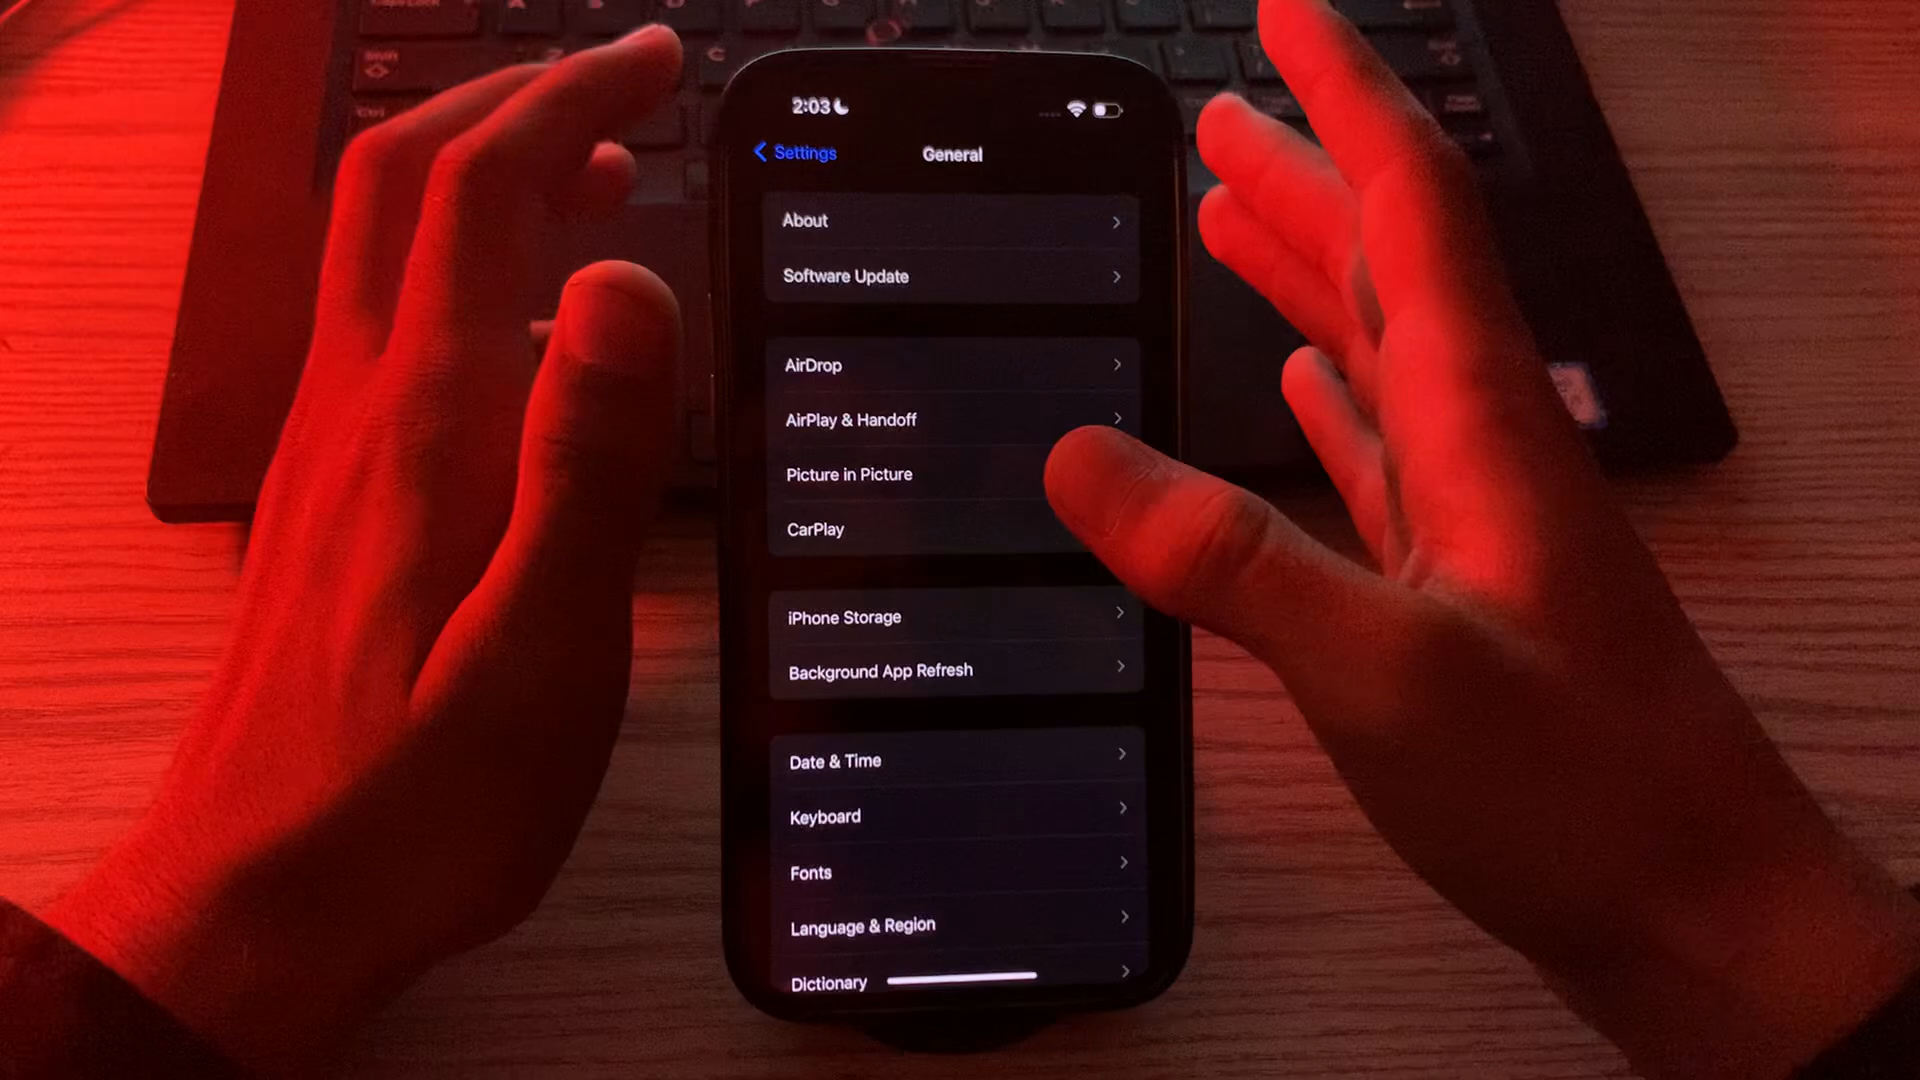 2:03
Settings
General
About
Software Update
AirDrop
AirPlay & Handoff
Picture in Picture
CarPlay
iPhone Storage
Background App Refresh
Date & Time
Keyboard
Fonts
Language & Region
Dictionary
Ctrl